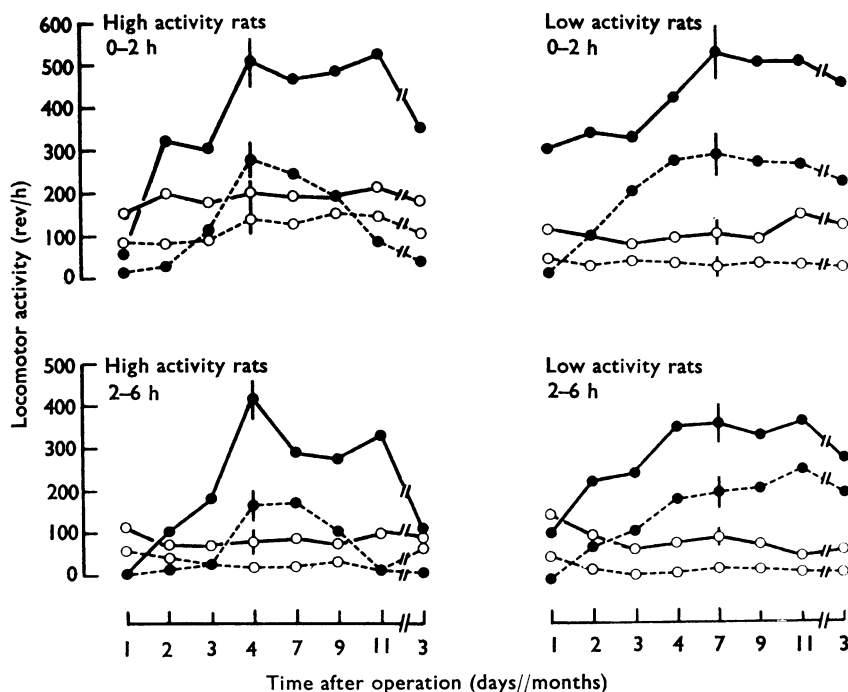 High activity rats
0–2 h
Low activity rats
0–2 h
600
500
400
300
200
100
0
Locomotor activity (rev/h)
High activity rats
2–6 h
Low activity rats
2–6 h
500
400
300
200
100
0
1 2 3 4 7 9 11 3
1 2 3 4 7 9 11 3
Time after operation (days//months)